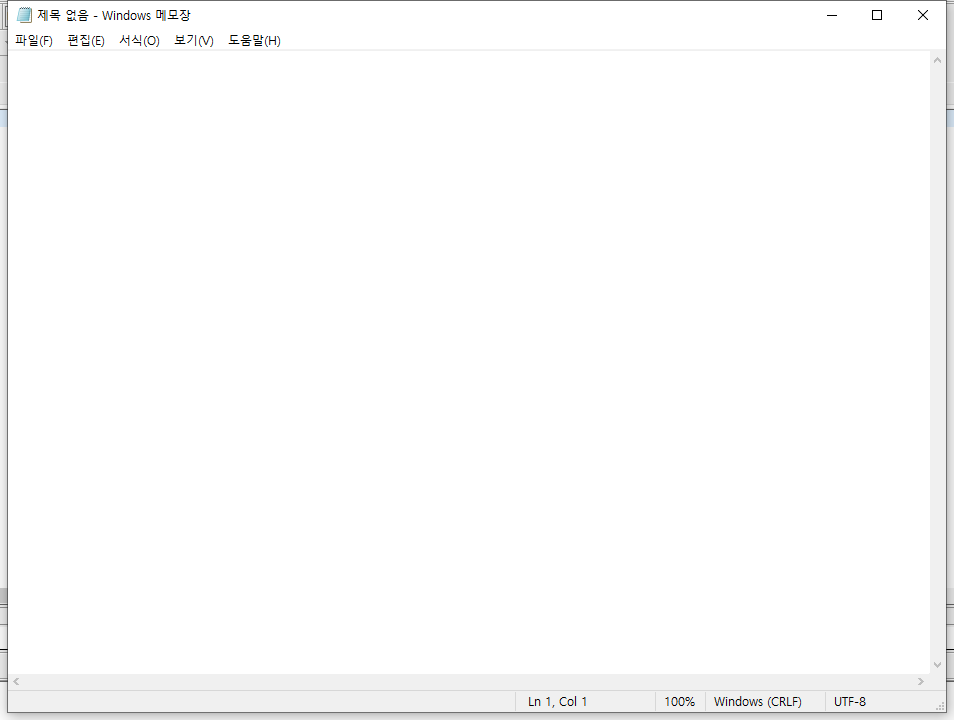 제목 없음 - Windows 메모장
파일(F) 편집(E) 서식(O) 보기(V) 도움말(H)
Ln 1, Col 1 100% Windows (CRLF) UTF-8